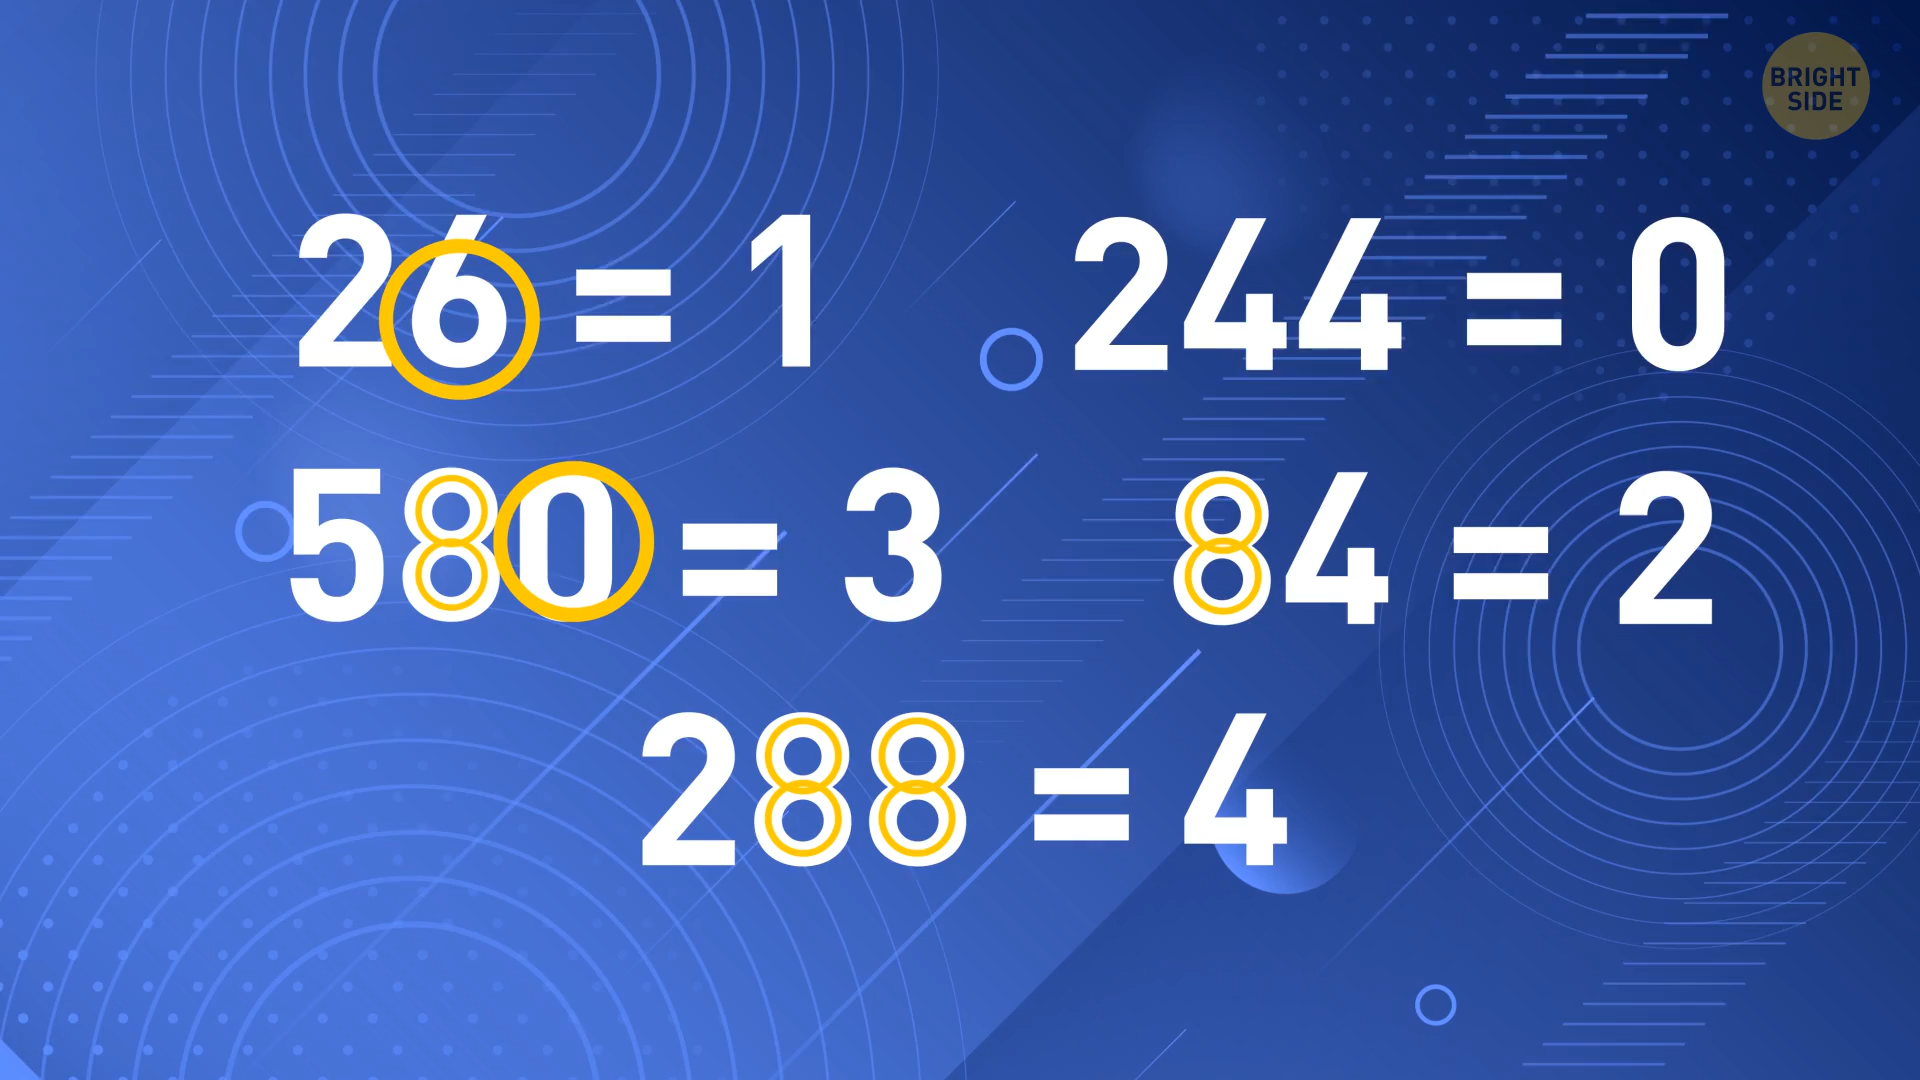 BRIGHT
SIDE
26 = 1
244 = 0
580 = 3
84 = 2
288 = 4